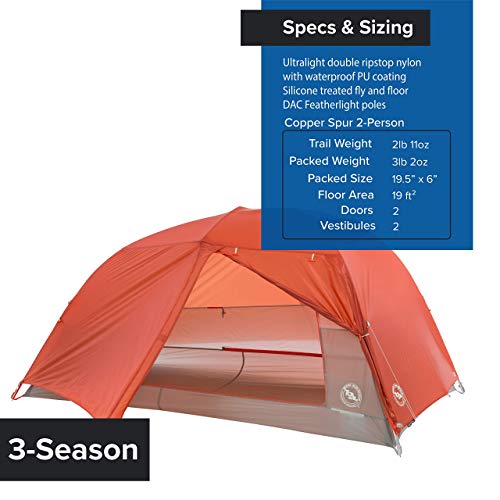 Specs & Sizing
Ultralight double ripstop nylon
with waterproof PU coating
Silicone treated fly and floor
DAC Featherlight poles
Copper Spur 2-Person
Trail Weight 2lb 11oz
Packed Weight 3lb 2oz
Packed Size 19.5” x 6”
Floor Area 19 ft²
Doors 2
Vestibules 2
3-Season